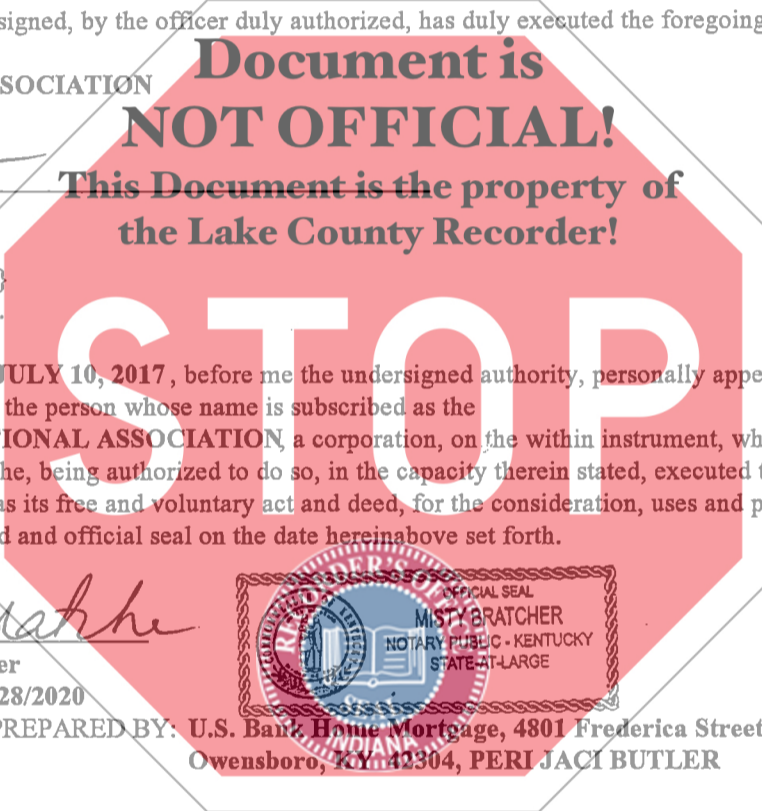 signed, by the officer duly authorized, has duly executed the foregoing
Document is
SOCIATION
NOT OFFICIAL!
This Document is the property of
the Lake County Recorder!
STOP
JULY 10, 2017, before me the undersigned authority, personally appe
the person whose name is subscribed as the
IONAL ASSOCIATION, a corporation, on the within instrument, wh
he, being authorized to do so, in the capacity therein stated, executed t
as its free and voluntary act and deed, for the consideration, uses and p
d and official seal on the date hereinabove set forth.
RECORDER'S OFFICE
OFFICIAL SEAL
MISTY BRATCHER
NOTARY PUBLIC - KENTUCKY
STATE-AT-LARGE
er
28/2020
PREPARED BY: U.S. Bank Home Mortgage, 4801 Frederica Street
INDIANA
Owensboro, KY 42304, PERI JACI BUTLER